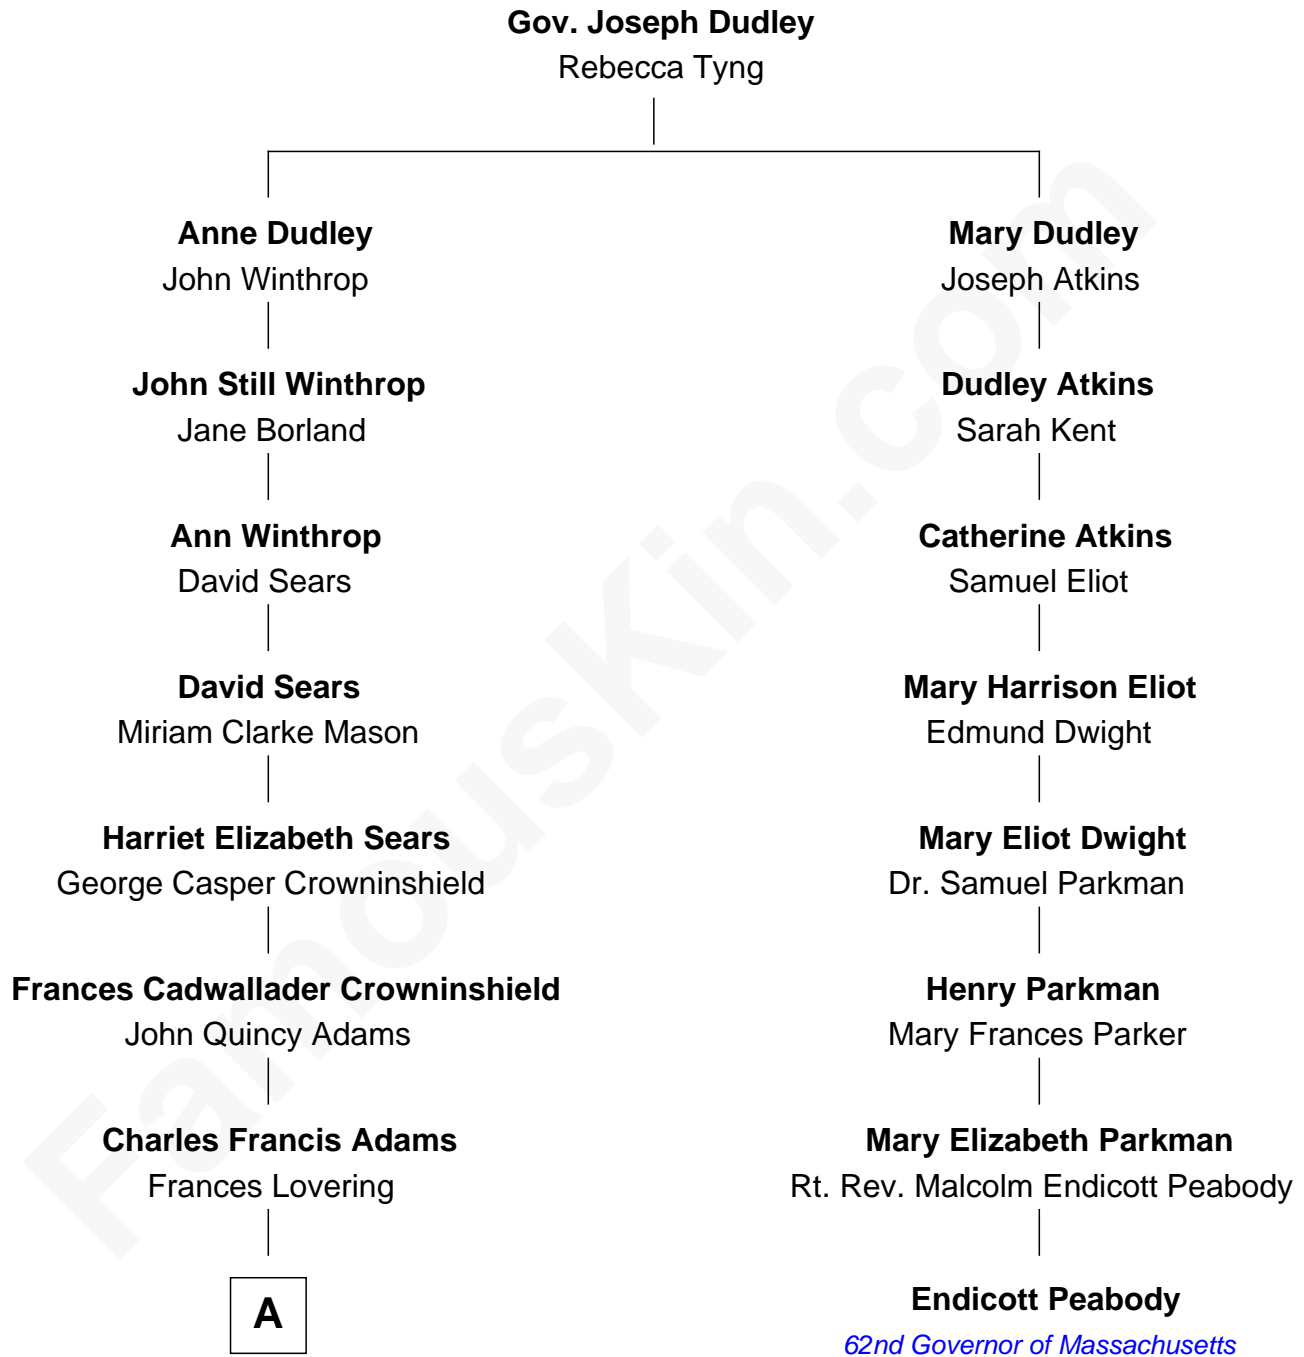 Gov. Joseph Dudley
Rebecca Tyng
Anne Dudley
John Winthrop
Mary Dudley
Joseph Atkins
John Still Winthrop
Jane Borland
Dudley Atkins
Sarah Kent
Ann Winthrop
David Sears
Catherine Atkins
Samuel Eliot
David Sears
Miriam Clarke Mason
Mary Harrison Eliot
Edmund Dwight
Harriet Elizabeth Sears
George Casper Crowninshield
Mary Eliot Dwight
Dr. Samuel Parkman
Frances Cadwallader Crowninshield
John Quincy Adams
Henry Parkman
Mary Frances Parker
Charles Francis Adams
Frances Lovering
Mary Elizabeth Parkman
Rt. Rev. Malcolm Endicott Peabody
A
Endicott Peabody
62nd Governor of Massachusetts
FamousKin.com